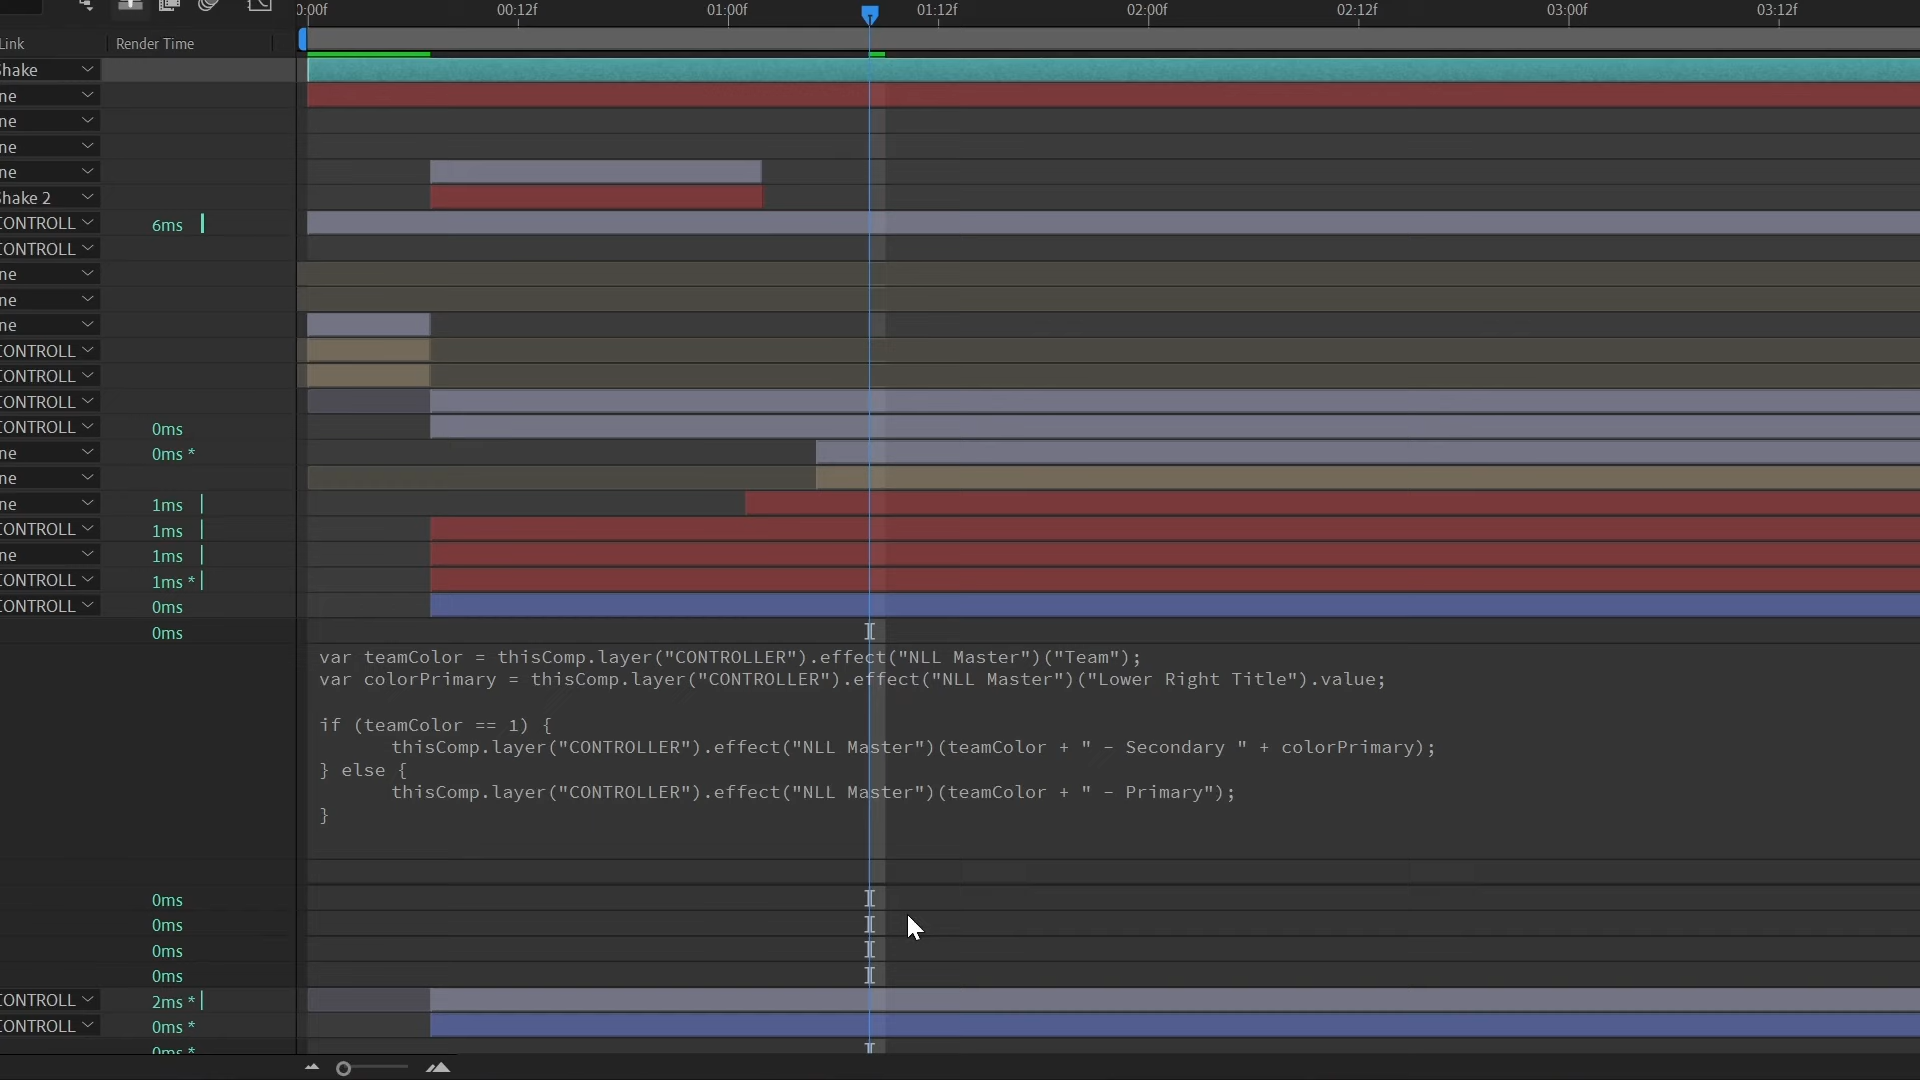 0:00f 00:12f 01:00f 01:12f 02:00f 02:12f 03:00f 03:12f
Link Render Time
Shake
ne
ne
ne
ne
Shake 2
CONTROLL 6ms
CONTROLL
ne
ne
ne
CONTROLL
CONTROLL
CONTROLL
CONTROLL 0ms
ne 0ms *
ne
ne 1ms
CONTROLL 1ms
ne 1ms
CONTROLL 1ms *
CONTROLL 0ms
0ms
var teamColor = thisComp.layer("CONTROLLER").effect("NLL Master")("Team");
var colorPrimary = thisComp.layer("CONTROLLER").effect("NLL Master")("Lower Right Title").value;
if (teamColor == 1) {
thisComp.layer("CONTROLLER").effect("NLL Master")(teamColor + " - Secondary " + colorPrimary);
} else {
thisComp.layer("CONTROLLER").effect("NLL Master")(teamColor + " - Primary");
}
0ms
0ms
0ms
0ms
CONTROLL 2ms *
CONTROLL 0ms *
0ms *